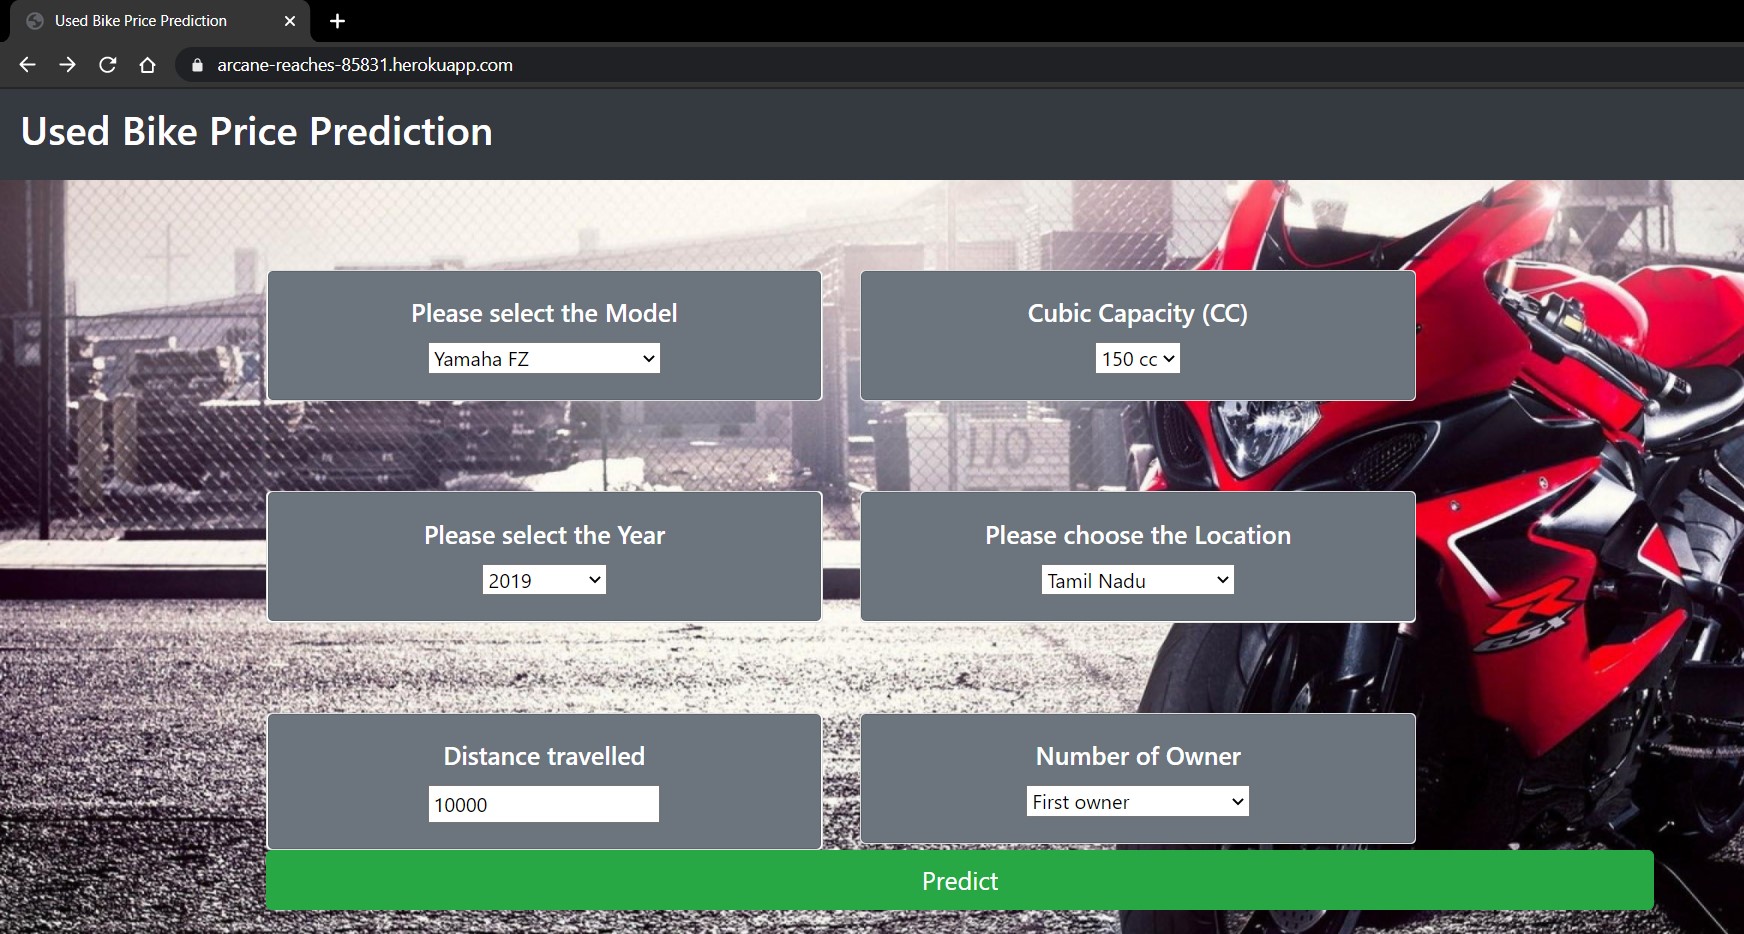 Used Bike Price Prediction
arcane-reaches-85831.herokuapp.com
Used Bike Price Prediction
Please select the Model
Yamaha FZ
Cubic Capacity (CC)
150 cc
Please select the Year
2019
Please choose the Location
Tamil Nadu
Distance travelled
10000
Number of Owner
First owner
Predict
110
R
GSX